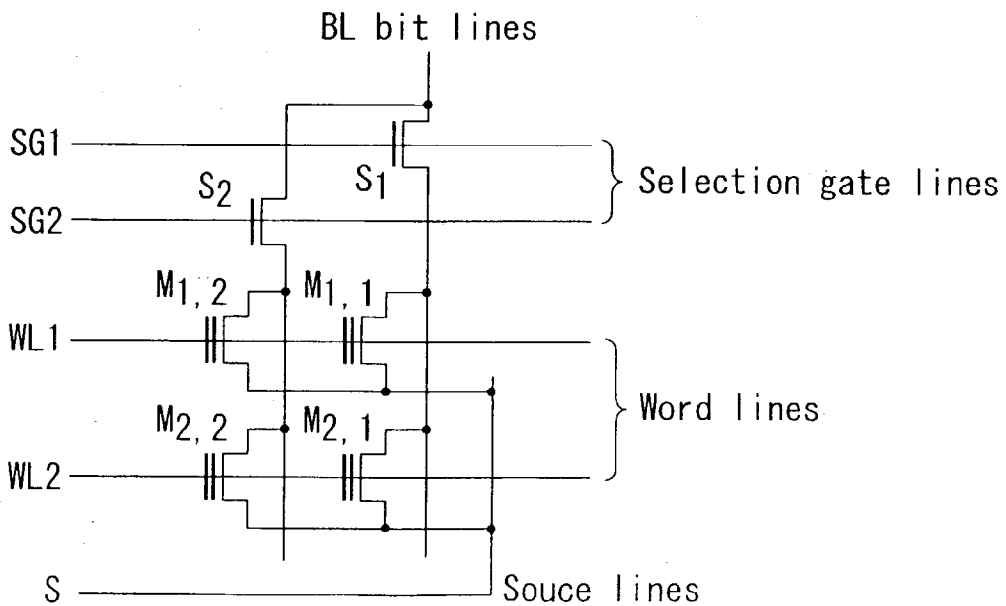 BL bit lines
SG1
S1
Selection gate lines
S2
SG2
M1,2
M1,1
WL1
Word lines
M2,2
M2,1
WL2
S
Souce lines